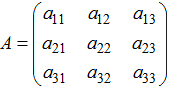 A = ( a11 a12 a13
a21 a22 a23
a31 a32 a33 )